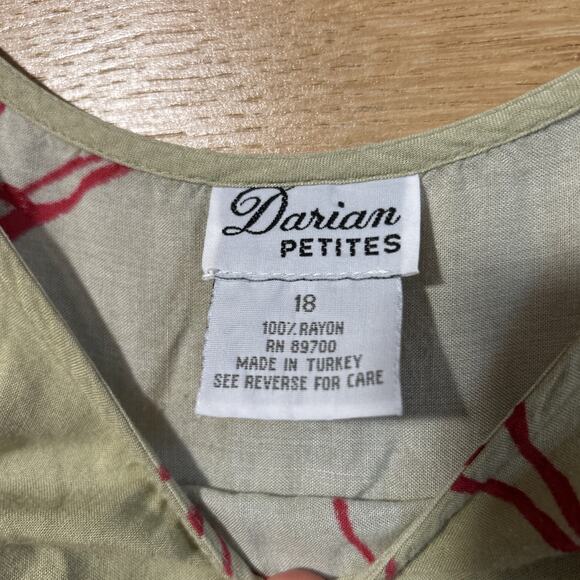 Darian
PETITES
18
100% RAYON
RN 89700
MADE IN TURKEY
SEE REVERSE FOR CARE